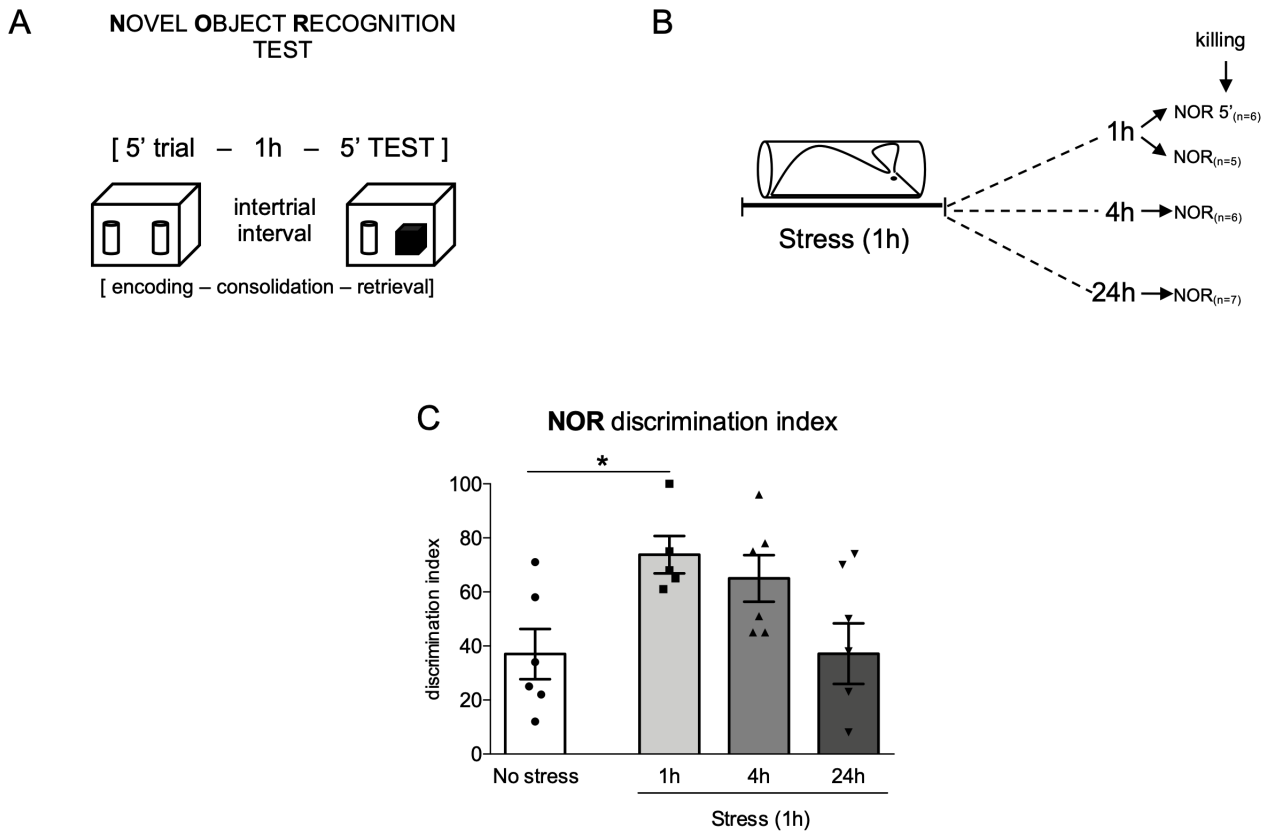 A
NOVEL OBJECT RECOGNITION
TEST
[ 5’ trial – 1h – 5’ TEST ]
intertrial
interval
[ encoding – consolidation – retrieval]
B
killing
1h
NOR 5’(n=6)
NOR(n=5)
4h
NOR(n=6)
24h
NOR(n=7)
Stress (1h)
C
NOR discrimination index
*
discrimination index
100
80
60
40
20
0
No stress
1h
4h
24h
Stress (1h)